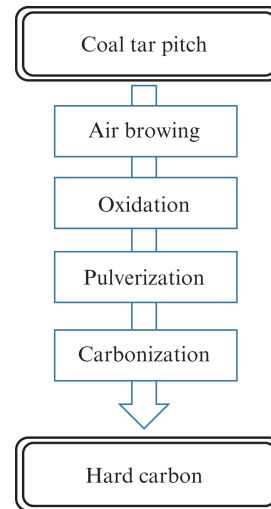 Coal tar pitch
Air browing
Oxidation
Pulverization
Carbonization
Hard carbon